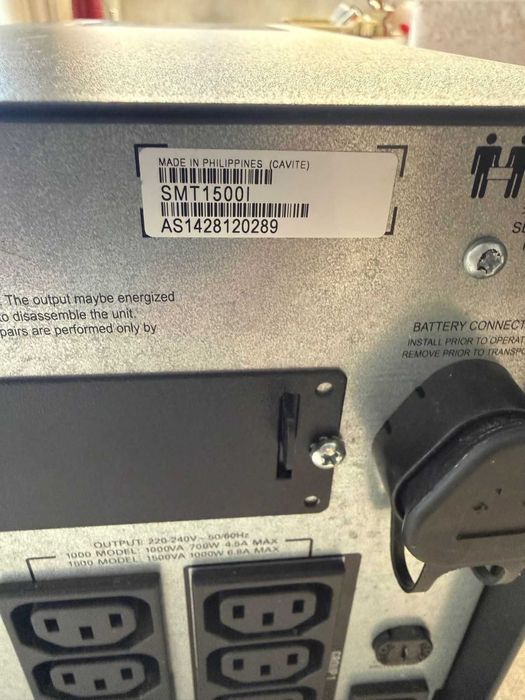 MADE IN PHILIPPINES (CAVITE)
SMT1500I
AS1428120289
. The output maybe energized
to disassemble the unit.
pairs are performed only by
BATTERY CONNECT
INSTALL PRIOR TO OPERAT
REMOVE PRIOR TO TRANSPO
OUTPUT: 220-240V~ 50/60Hz
1000 MODEL: 1000VA 700W 4.5A MAX
1500 MODEL: 1500VA 1000W 6.8A MAX